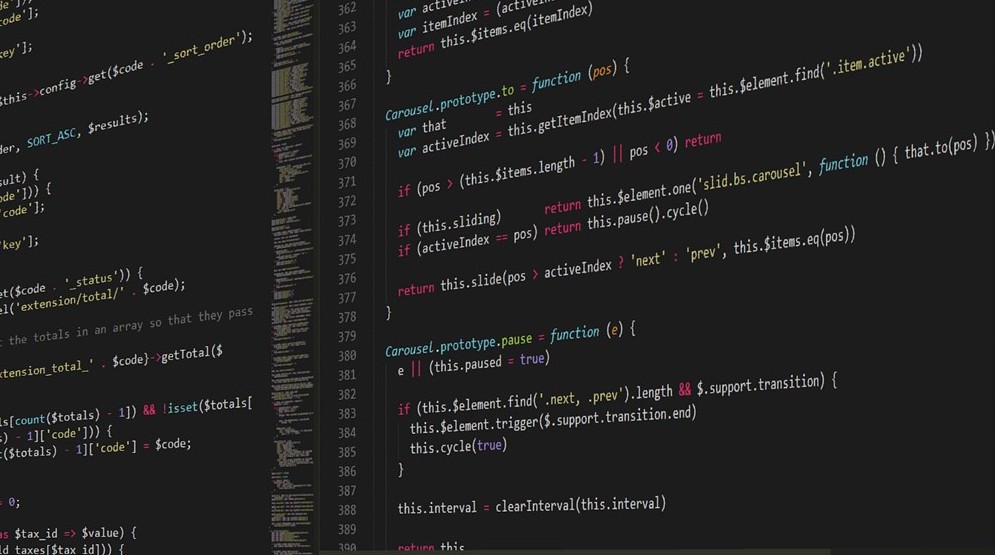 code'];
key'];
$this->config->get($code . '_sort_order');
der, SORT_ASC, $results);
sult) {
ode'])) {
'code'];
'key'];
et($code . '_status')) {
el('extension/total/' . $code);
t the totals in an array so that they pass
xtension_total_' . $code}->getTotal($
ls[count($totals) - 1]) && !isset($totals[
s) - 1]['code'])) {
($totals) - 1]['code'] = $code;
= 0;
as $tax_id => $value) {
d taxes[$tax id])) {
362
363 var itemIndex =
364 return this.$items.eq(itemIndex)
365 }
366
367 Carousel.prototype.to = function (pos) {
368 var that = this
369 var activeIndex = this.getItemIndex(this.$active = this.$element.find('.item.active'))
370
371 if (pos > (this.$items.length - 1) || pos < 0) return
372
373 if (this.sliding) return this.$element.one('slid.bs.carousel', function () { that.to(pos) })
374 if (activeIndex == pos) return this.pause().cycle()
375
376 return this.slide(pos > activeIndex ? 'next' : 'prev', this.$items.eq(pos))
377 }
378
379 Carousel.prototype.pause = function (e) {
380 e || (this.paused = true)
381
382 if (this.$element.find('.next, .prev').length && $.support.transition) {
383 this.$element.trigger($.support.transition.end)
384 this.cycle(true)
385 }
386
387
388 this.interval = clearInterval(this.interval)
389
390 return this